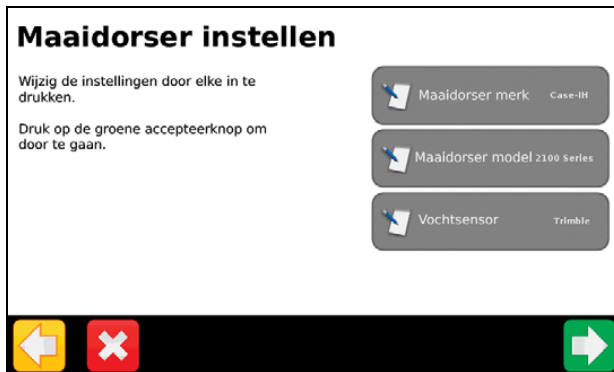 Maaidorser instellen
Wijzig de instellingen door elke in te
drukken.
Druk op de groene accepteerknop om
door te gaan.
Maaidorser merk Case-IH
Maaidorser model 2100 Series
Vochtsensor Trimble